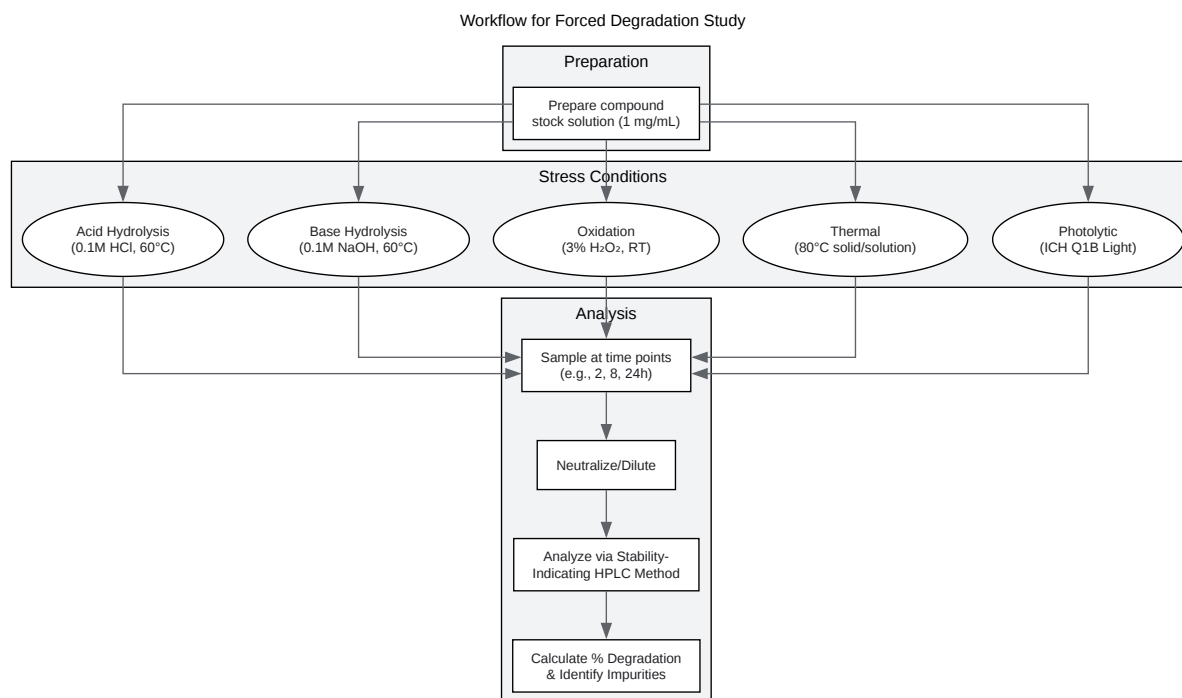 Workflow for Forced Degradation Study
Preparation
Prepare compound
stock solution (1 mg/mL)
Stress Conditions
Acid Hydrolysis
(0.1M HCl, 60°C)
Base Hydrolysis
(0.1M NaOH, 60°C)
Oxidation
(3% H₂O₂, RT)
Thermal
(80°C solid/solution)
Photolytic
(ICH Q1B Light)
Analysis
Sample at time points
(e.g., 2, 8, 24h)
Neutralize/Dilute
Analyze via Stability-
Indicating HPLC Method
Calculate % Degradation
& Identify Impurities